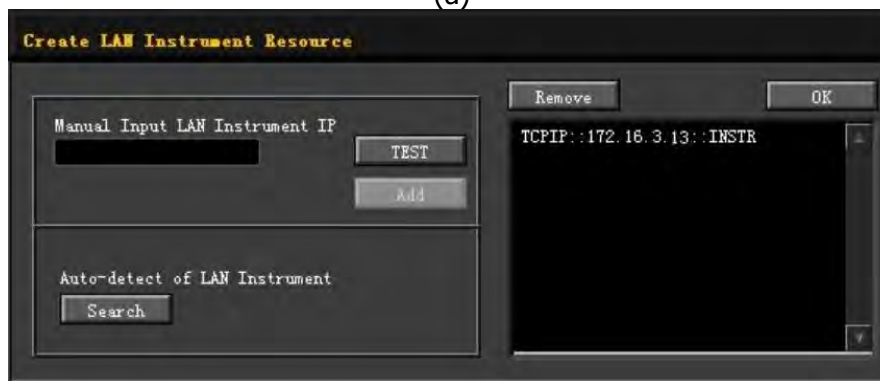 (d)
Create LAN Instrument Resource
Manual Input LAN Instrument IP
TEST
Add
Auto-detect of LAN Instrument
Search
Remove
OK
TCPIP::172.16.3.13::INSTR